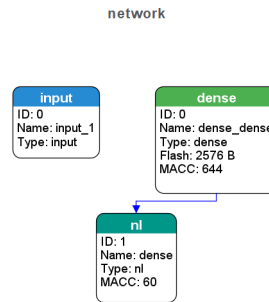 network
input
ID: 0
Name: input_1
Type: input
dense
ID: 0
Name: dense_dense
Type: dense
Flash: 2576 B
MACC: 644
nl
ID: 1
Name: dense
Type: nl
MACC: 60